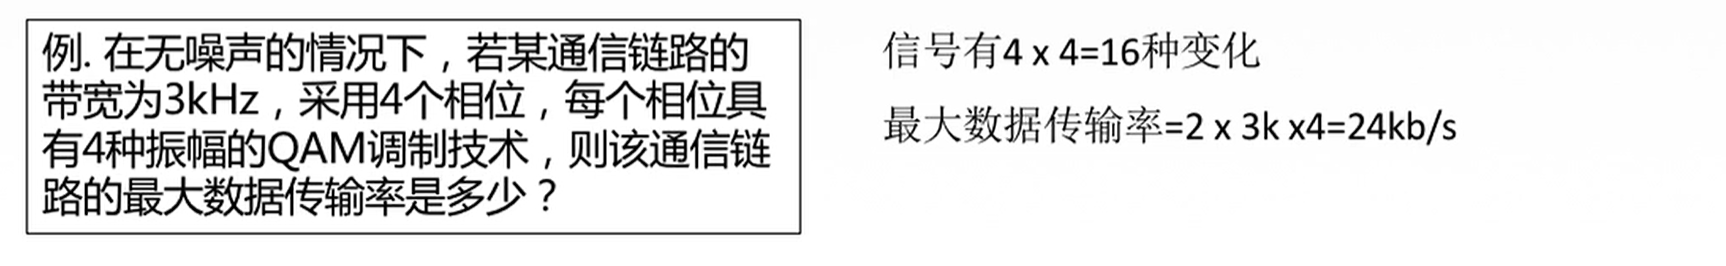 例. 在无噪声的情况下，若某通信链路的
带宽为3kHz，采用4个相位，每个相位具
有4种振幅的QAM调制技术，则该通信链
路的最大数据传输率是多少？
信号有4 x 4=16种变化
最大数据传输率=2 x 3k x4=24kb/s